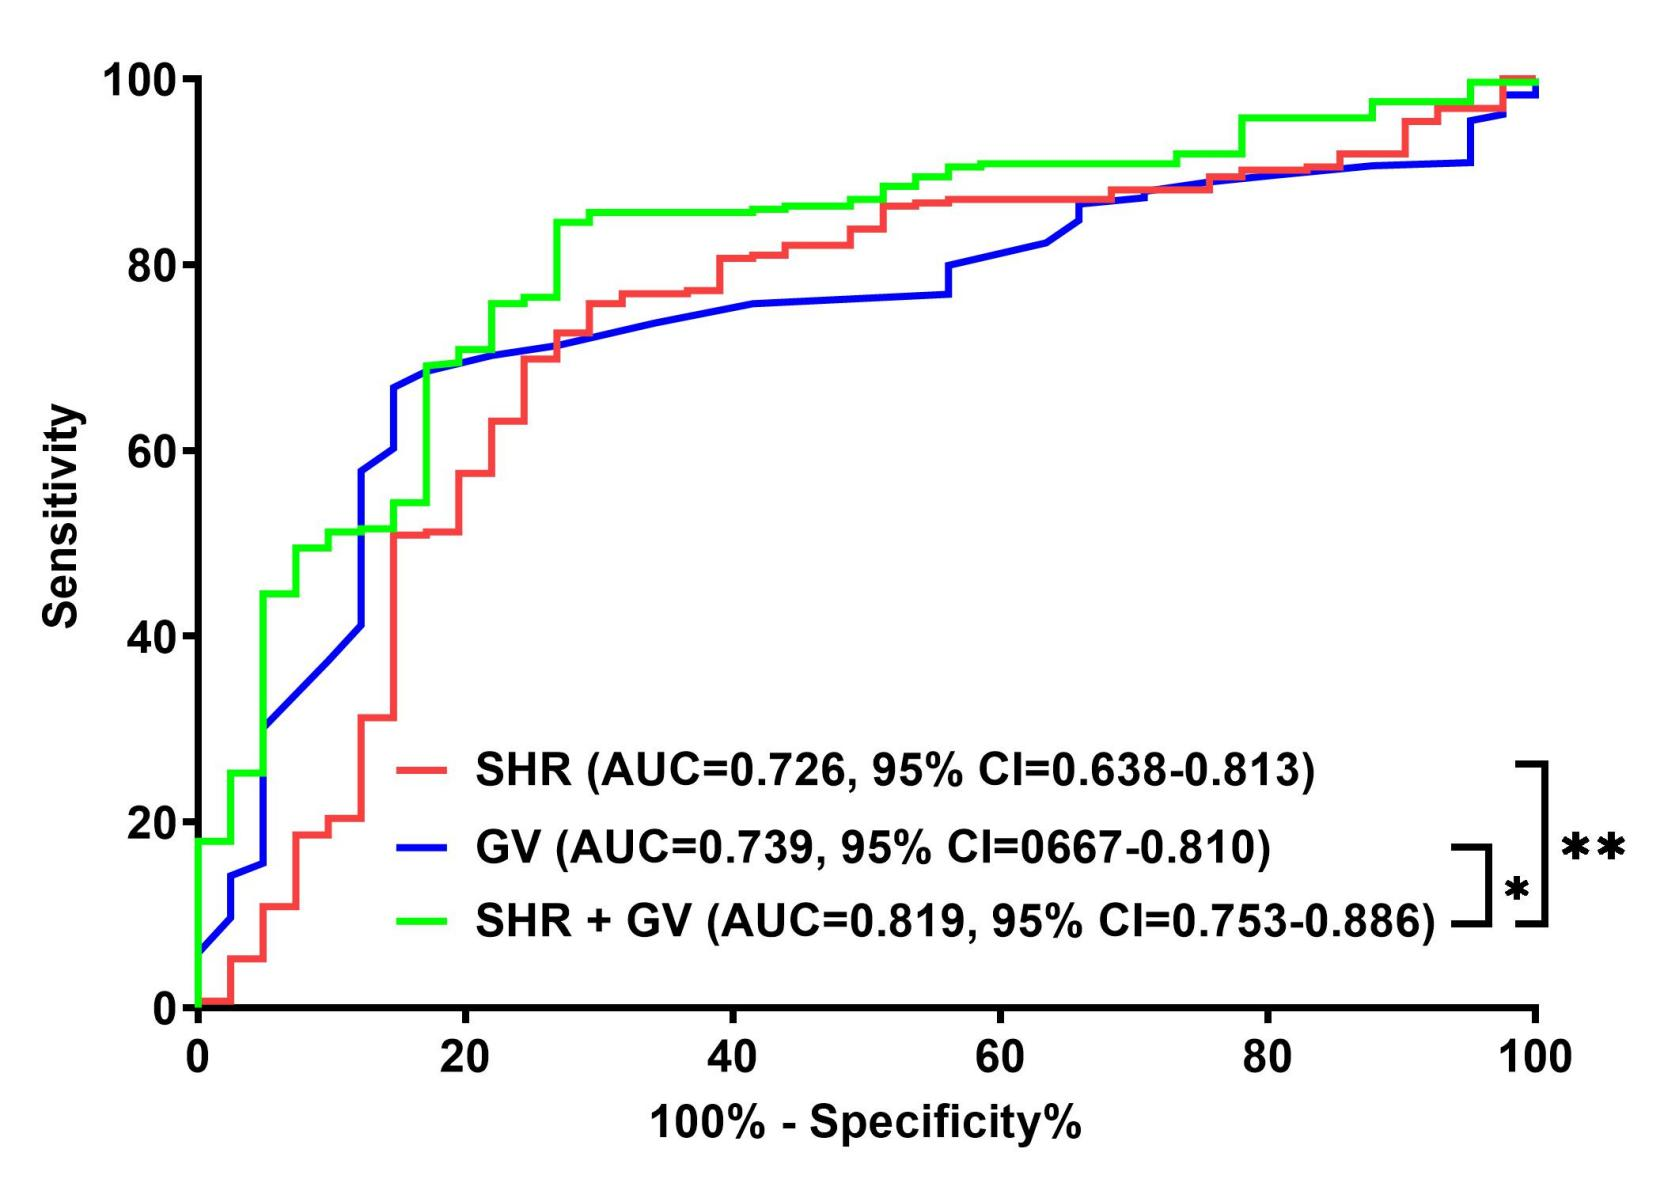 100
80
60
40
20
0
Sensitivity
SHR (AUC=0.726, 95% CI=0.638-0.813)
GV (AUC=0.739, 95% CI=0667-0.810)
SHR + GV (AUC=0.819, 95% CI=0.753-0.886)
**
*
0 20 40 60 80 100
100% - Specificity%